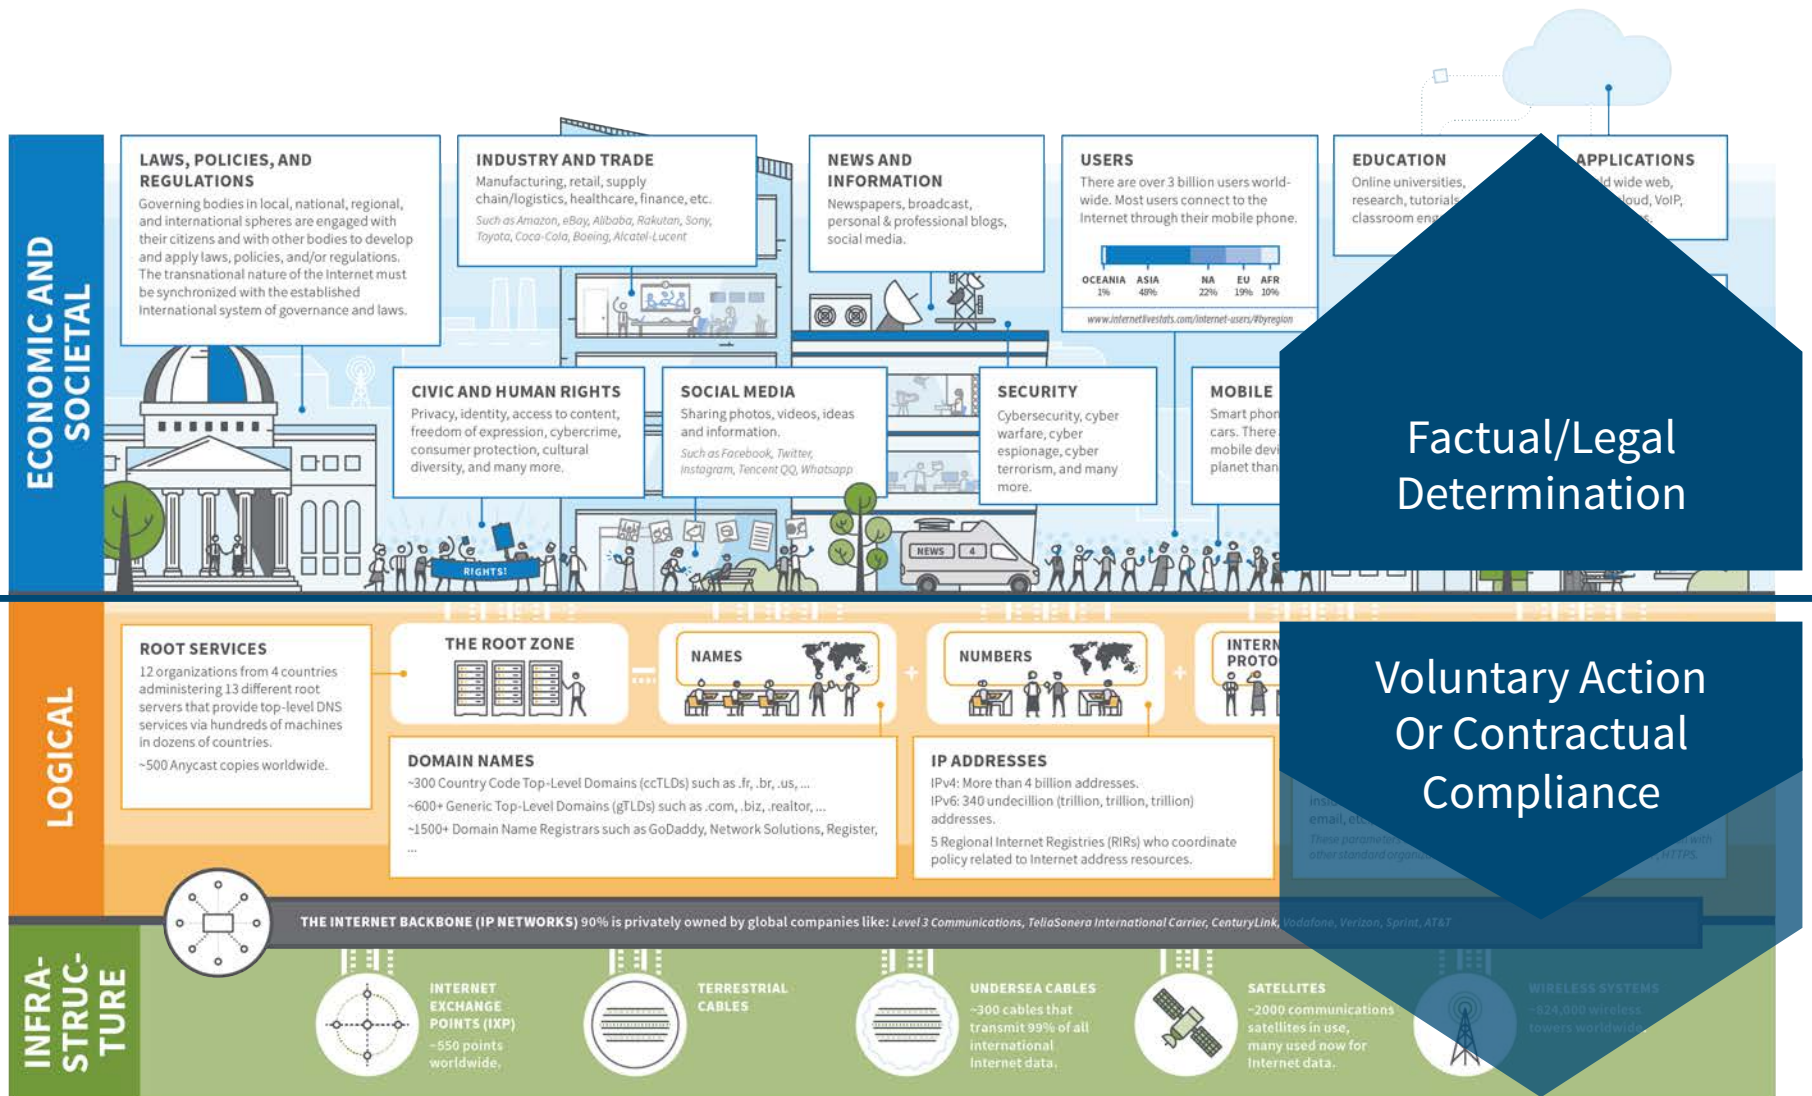 ECONOMIC AND
SOCIETAL
LAWS, POLICIES, AND
REGULATIONS
Governing bodies in local, national, regional,
and international spheres are engaged with
their citizens and with other bodies to develop
and apply laws, policies, and/or regulations.
The transnational nature of the Internet must
be synchronized with the established
International system of governance and laws.
INDUSTRY AND TRADE
Manufacturing, retail, supply
chain/logistics, healthcare, finance, etc.
Such as Amazon, eBay, Alibaba, Rakutan, Sony,
Toyota, Coca-Cola, Boeing, Alcatel-Lucent
NEWS AND
INFORMATION
Newspapers, broadcast,
personal & professional blogs,
social media.
USERS
There are over 3 billion users world-
wide. Most users connect to the
Internet through their mobile phone.
OCEANIA ASIA NA EU AFR
1% 48% 22% 19% 10%
www.internetlivestats.com/internet-users/#byregion
EDUCATION
Online universities,
research, tutorials
classroom
APPLICATIONS
wide web,
VoIP,
CIVIC AND HUMAN RIGHTS
Privacy, identity, access to content,
freedom of expression, cybercrime,
consumer protection, cultural
diversity, and many more.
SOCIAL MEDIA
Sharing photos, videos, ideas
and information.
Such as Facebook, Twitter,
Instagram, Tencent QQ, Whatsapp
SECURITY
Cybersecurity, cyber
warfare, cyber
espionage, cyber
terrorism, and many
more.
MOBILE
Smart
cars. There
mobile
planet than
Factual/Legal
Determination
RIGHTS!
NEWS 4
LOGICAL
ROOT SERVICES
12 organizations from 4 countries
administering 13 different root
servers that provide top-level DNS
services via hundreds of machines
in dozens of countries.
~500 Anycast copies worldwide.
THE ROOT ZONE
NAMES
NUMBERS
DOMAIN NAMES
~300 Country Code Top-Level Domains (ccTLDs) such as .fr, .br, .us, ...
~600+ Generic Top-Level Domains (gTLDs) such as .com, .biz, .realtor, ...
~1500+ Domain Name Registrars such as GoDaddy, Network Solutions, Register,
...
IP ADDRESSES
IPv4: More than 4 billion addresses.
IPv6: 340 undecillion (trillion, trillion, trillion)
addresses.
5 Regional Internet Registries (RIRs) who coordinate
policy related to Internet address resources.
Voluntary Action
Or Contractual
Compliance
email,
These parameters with
other standard HTTPS.
THE INTERNET BACKBONE (IP NETWORKS) 90% is privately owned by global companies like: Level 3 Communications, TeliaSonera International Carrier, CenturyLink, Vodafone, Verizon, Sprint, AT&T
INFRA-
STRUC-
TURE
INTERNET
EXCHANGE
POINTS (IXP)
~550 points
worldwide.
TERRESTRIAL
CABLES
UNDERSEA CABLES
~300 cables that
transmit 99% of all
international
Internet data.
SATELLITES
~2000 communications
satellites in use,
many used now for
Internet data.
WIRELESS SYSTEMS
~824,000 wireless
towers worldwide.